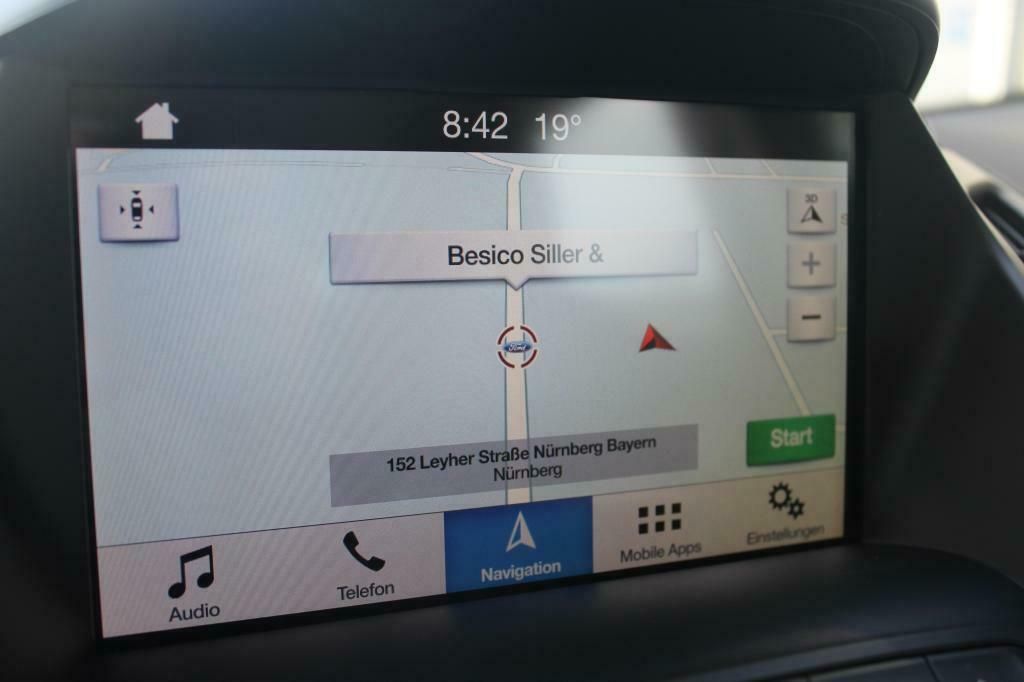 8:42 19°
3D
Besico Siller &
+
Ford
−
Start
152 Leyher Straße Nürnberg Bayern
Nürnberg
Audio
Telefon
Navigation
Mobile Apps
Einstellungen